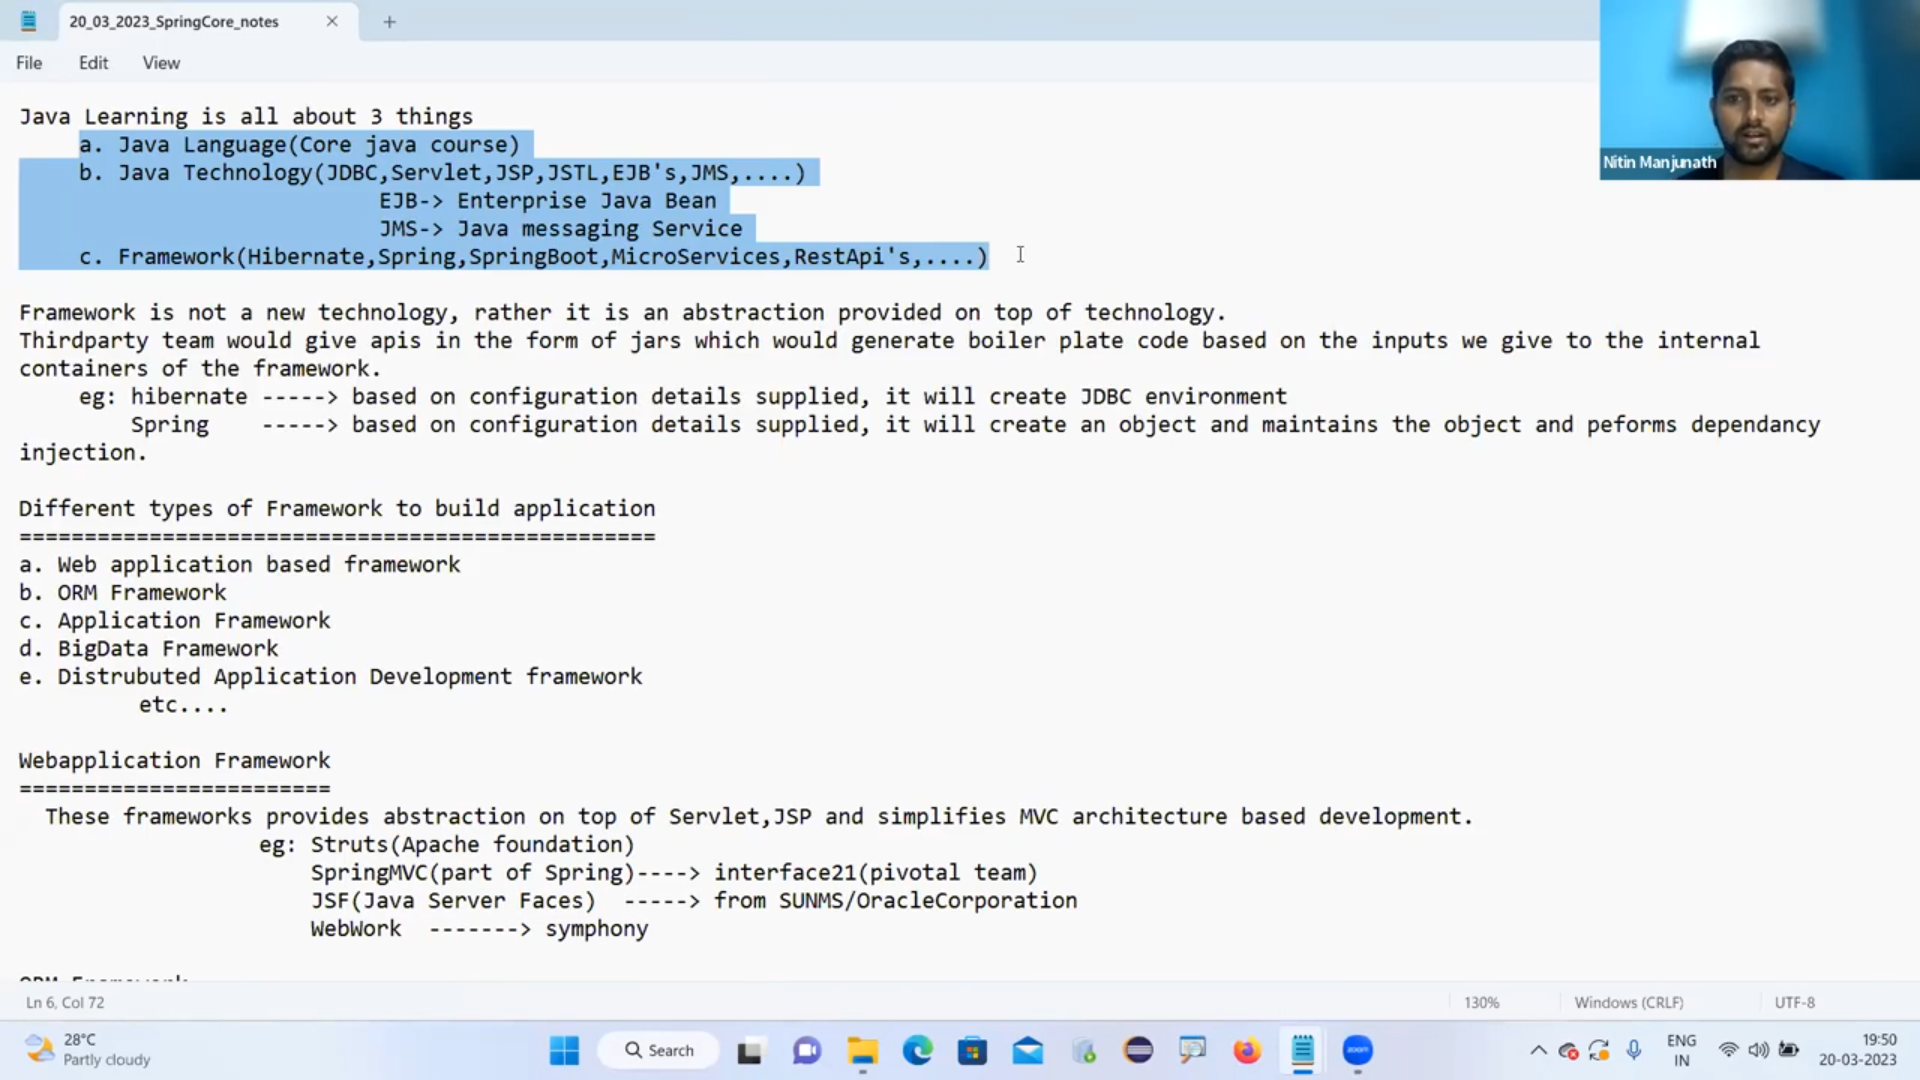 20_03_2023_SpringCore_notes
File Edit View
Nitin Manjunath
Java Learning is all about 3 things
a. Java Language(Core java course)
b. Java Technology(JDBC,Servlet,JSP,JSTL,EJB's,JMS,....)
EJB-> Enterprise Java Bean
JMS-> Java messaging Service
c. Framework(Hibernate,Spring,SpringBoot,MicroServices,RestApi's,....)
Framework is not a new technology, rather it is an abstraction provided on top of technology.
Thirdparty team would give apis in the form of jars which would generate boiler plate code based on the inputs we give to the internal
containers of the framework.
eg: hibernate -----> based on configuration details supplied, it will create JDBC environment
Spring -----> based on configuration details supplied, it will create an object and maintains the object and peforms dependancy
injection.
Different types of Framework to build application
=================================================
a. Web application based framework
b. ORM Framework
c. Application Framework
d. BigData Framework
e. Distrubuted Application Development framework
etc....
Webapplication Framework
========================
These frameworks provides abstraction on top of Servlet,JSP and simplifies MVC architecture based development.
eg: Struts(Apache foundation)
SpringMVC(part of Spring)----> interface21(pivotal team)
JSF(Java Server Faces) -----> from SUNMS/OracleCorporation
WebWork -------> symphony
ORM Framework
Ln 6, Col 72 130% Windows (CRLF) UTF-8
28°C
Partly cloudy
Search
zoom
ENG
IN
19:50
20-03-2023